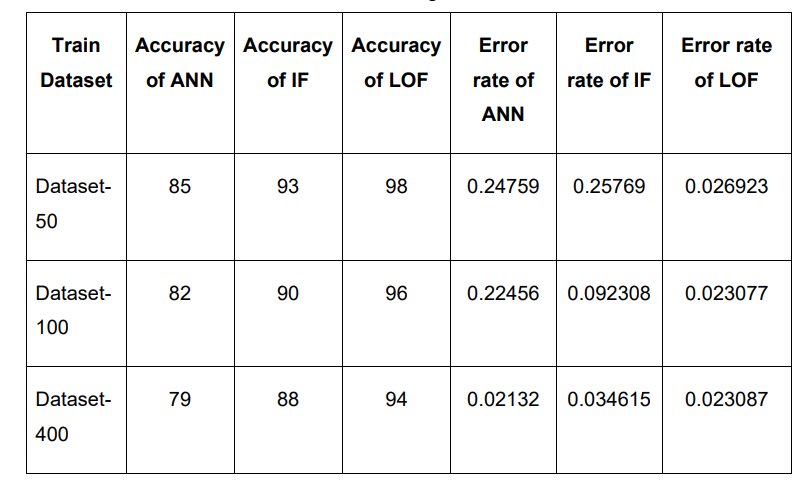 Train Dataset | Accuracy of ANN | Accuracy of IF | Accuracy of LOF | Error rate of ANN | Error rate of IF | Error rate of LOF
Dataset-50 | 85 | 93 | 98 | 0.24759 | 0.25769 | 0.026923
Dataset-100 | 82 | 90 | 96 | 0.22456 | 0.092308 | 0.023077
Dataset-400 | 79 | 88 | 94 | 0.02132 | 0.034615 | 0.023087